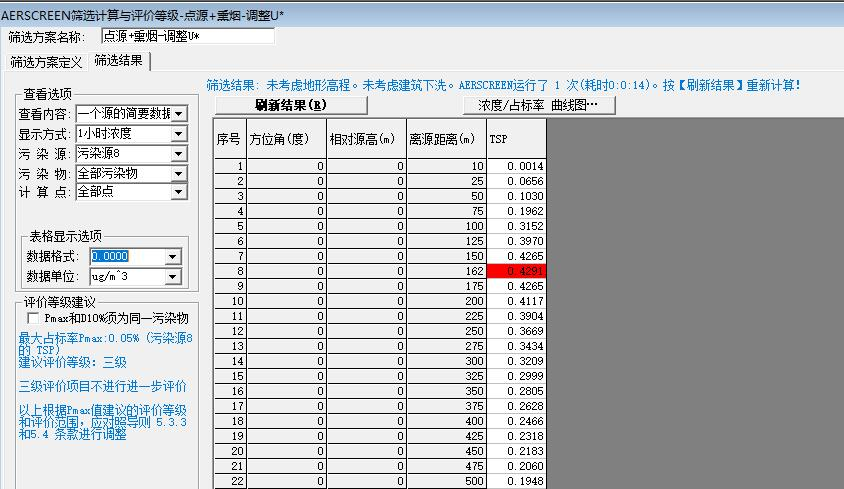 AERSCREEN筛选计算与评价等级-点源+熏烟-调整U*
筛选方案名称: 点源+熏烟-调整U*
筛选方案定义 筛选结果
筛选结果: 未考虑地形高程。未考虑建筑下洗。AERSCREEN运行了 1 次(耗时0:0:14)。按【刷新结果】重新计算!
刷新结果(R) 浓度/占标率 曲线图…
查看选项
查看内容: 一个源的简要数据
显示方式: 1小时浓度
污 染 源: 污染源8
污 染 物: 全部污染物
计 算 点: 全部点
表格显示选项
数据格式: 0.0000
数据单位: ug/m^3
评价等级建议
Pmax和D10%须为同一污染物
最大占标率Pmax:0.05% (污染源8
的 TSP)
建议评价等级: 三级
三级评价项目不进行进一步评价
以上根据Pmax值建议的评价等级
和评价范围，应对照导则 5.3.3
和5.4 条款进行调整
序号 方位角(度) 相对源高(m) 离源距离(m) TSP
1 0 0 10 0.0014
2 0 0 25 0.0656
3 0 0 50 0.1030
4 0 0 75 0.1962
5 0 0 100 0.3152
6 0 0 125 0.3970
7 0 0 150 0.4265
8 0 0 162 0.4291
9 0 0 175 0.4265
10 0 0 200 0.4117
11 0 0 225 0.3904
12 0 0 250 0.3669
13 0 0 275 0.3434
14 0 0 300 0.3209
15 0 0 325 0.2999
16 0 0 350 0.2805
17 0 0 375 0.2628
18 0 0 400 0.2466
19 0 0 425 0.2318
20 0 0 450 0.2183
21 0 0 475 0.2060
22 0 0 500 0.1948